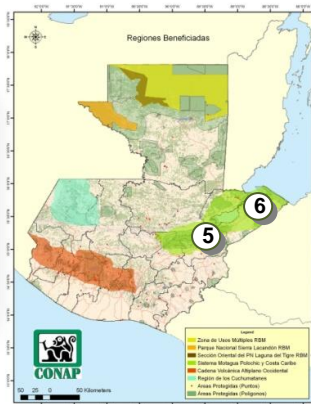 Regiones Beneficiadas
6
5
CONAP
50 25 0 50 Kilometers
Legend
Zona de Usos Múltiples RBM
Parque Nacional Sierra Lacandón RBM
Sección Oriental del PN Laguna del Tigre RBM
Sistema Motagua Polochic y Costa Caribe
Cadena Volcánica Altiplano Occidental
Región de los Cuchumatanes
Areas Protegidas (Puntos)
Areas Protegidas (Polígonos)